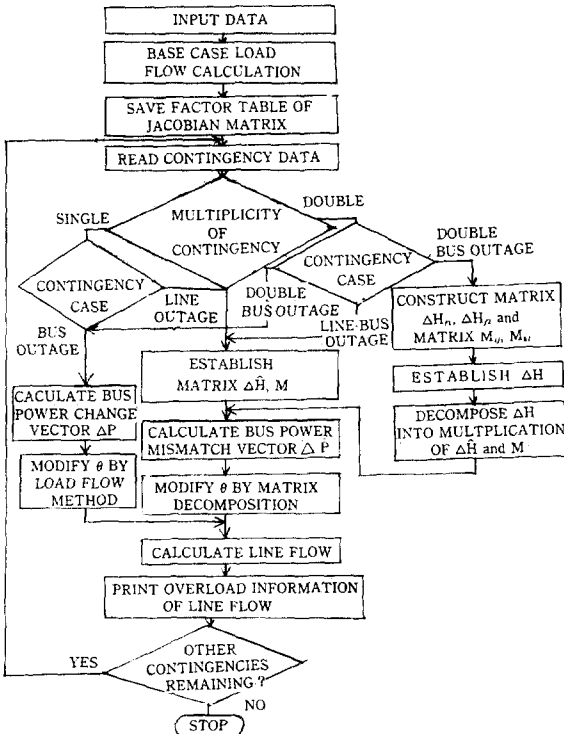 INPUT DATA
BASE CASE LOAD
FLOW CALCULATION
SAVE FACTOR TABLE OF
JACOBIAN MATRIX
READ CONTINGENCY DATA
SINGLE
MULTIPLICITY
OF
CONTINGENCY
DOUBLE
CONTINGENCY
CASE
LINE
OUTAGE
BUS
OUTAGE
DOUBLE
BUS OUTAGE
CONTINGENCY
CASE
LINE-BUS
OUTAGE
DOUBLE
BUS OUTAGE
CONSTRUCT MATRIX
and
MATRIX
ESTABLISH ΔH
DECOMPOSE ΔH
INTO MULTPLICATION
OF ΔĤ and M
ESTABLISH
MATRIX ΔĤ, M
CALCULATE BUS POWER
MISMATCH VECTOR △ P
MODIFY θ BY MATRIX
DECOMPOSITION
CACULATE BUS
POWER CHANGE
VECTOR ΔP
MODIFY θ BY
LOAD FLOW
METHOD
CALCULATE LINE FLOW
PRINT OVERLOAD INFORMATION
OF LINE FLOW
YES
OTHER
CONTINGENCIES
REMAINING?
NO
STOP